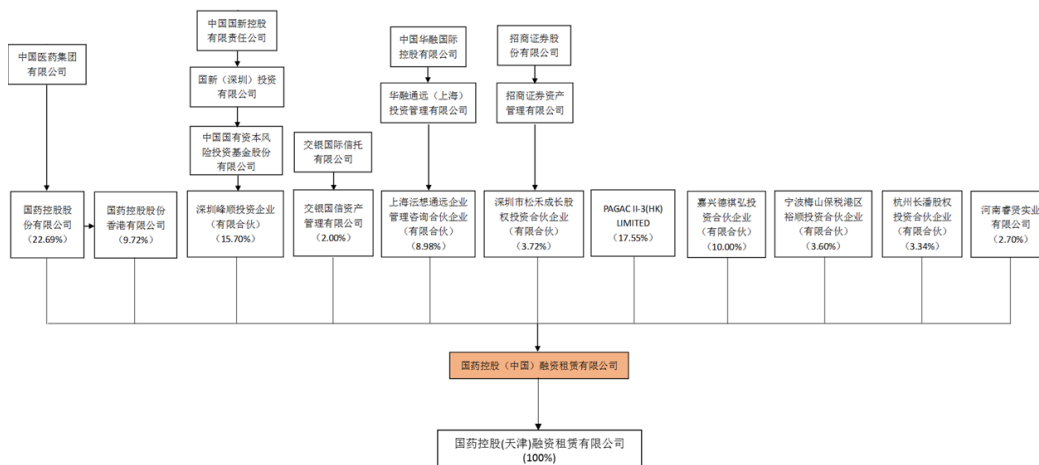 中国国新控股
有限责任公司
中国华融国际
控股有限公司
招商证券股
份有限公司
中国医药集团
有限公司
国新（深圳）投资
有限公司
华融通远（上海）
投资管理有限公司
招商证券资产
管理有限公司
中国国有资本风
险投资基金股份
有限公司
交银国际信托
有限公司
国药控股股
份有限公司
（22.69%）
国药控股股份
香港有限公司
（9.72%）
深圳峰顺投资企业
（有限合伙）
（15.70%）
交银国信资产
管理有限公司
（2.00%）
上海沄想通远企业
管理咨询合伙企业
（有限合伙）
（8.98%）
深圳市松禾成长股
权投资合伙企业
（有限合伙）
（3.72%）
PAGAC II-3(HK)
LIMITED
（17.55%）
嘉兴德祺弘投
资合伙企业
（有限合伙）
（10.00%）
宁波梅山保税港区
裕顺投资合伙企业
（有限合伙）
（3.60%）
杭州长潘股权
投资合伙企业
（有限合伙）
（3.34%）
河南睿贤实业
有限公司
（2.70%）
国药控股（中国）融资租赁有限公司
国药控股(天津)融资租赁有限公司
(100%)